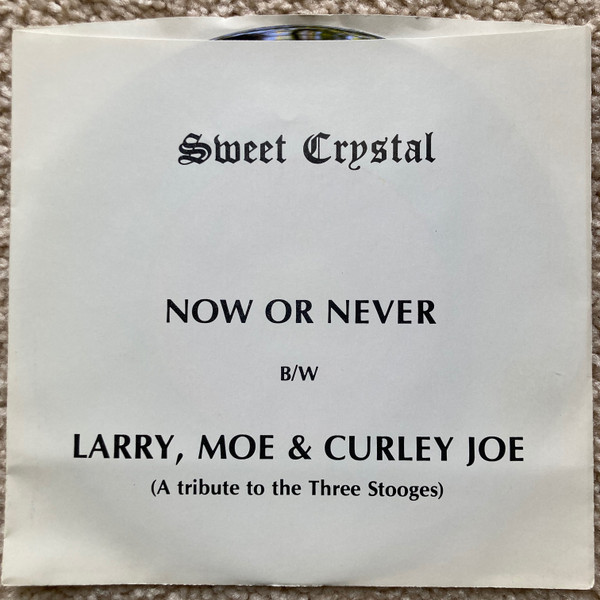 Sweet Crystal
NOW OR NEVER
B/W
LARRY, MOE & CURLEY JOE
(A tribute to the Three Stooges)